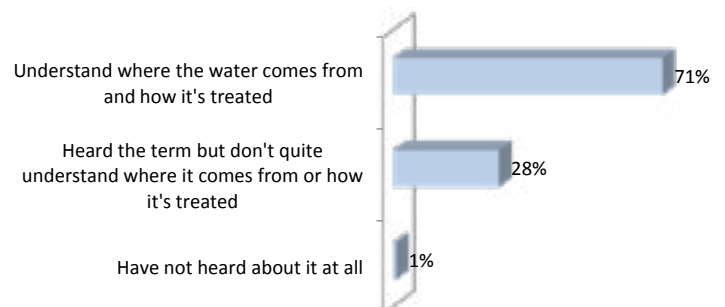 Understand where the water comes from
and how it's treated
71%
Heard the term but don't quite
understand where it comes from or how
it's treated
28%
Have not heard about it at all
1%